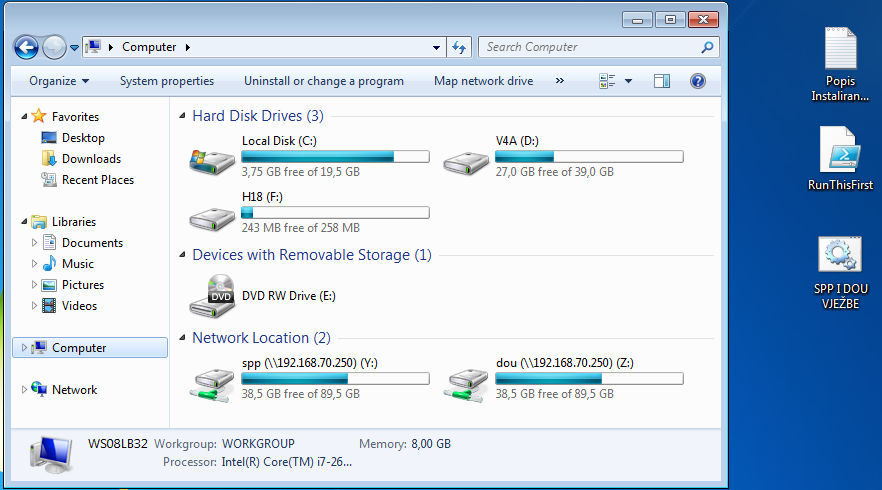 Computer
Search Computer
Organize System properties Uninstall or change a program Map network drive »
Favorites
Desktop
Downloads
Recent Places
Libraries
Documents
Music
Pictures
Videos
Computer
Network
Hard Disk Drives (3)
Local Disk (C:)
3,75 GB free of 19,5 GB
V4A (D:)
27,0 GB free of 39,0 GB
H18 (F:)
243 MB free of 258 MB
Devices with Removable Storage (1)
DVD
DVD RW Drive (E:)
Network Location (2)
spp (\\192.168.70.250) (Y:)
38,5 GB free of 89,5 GB
dou (\\192.168.70.250) (Z:)
38,5 GB free of 89,5 GB
WS08LB32 Workgroup: WORKGROUP Memory: 8,00 GB
Processor: Intel(R) Core(TM) i7-26...
Popis
Instaliran...
RunThisFirst
SPP I DOU
VJEŽBE